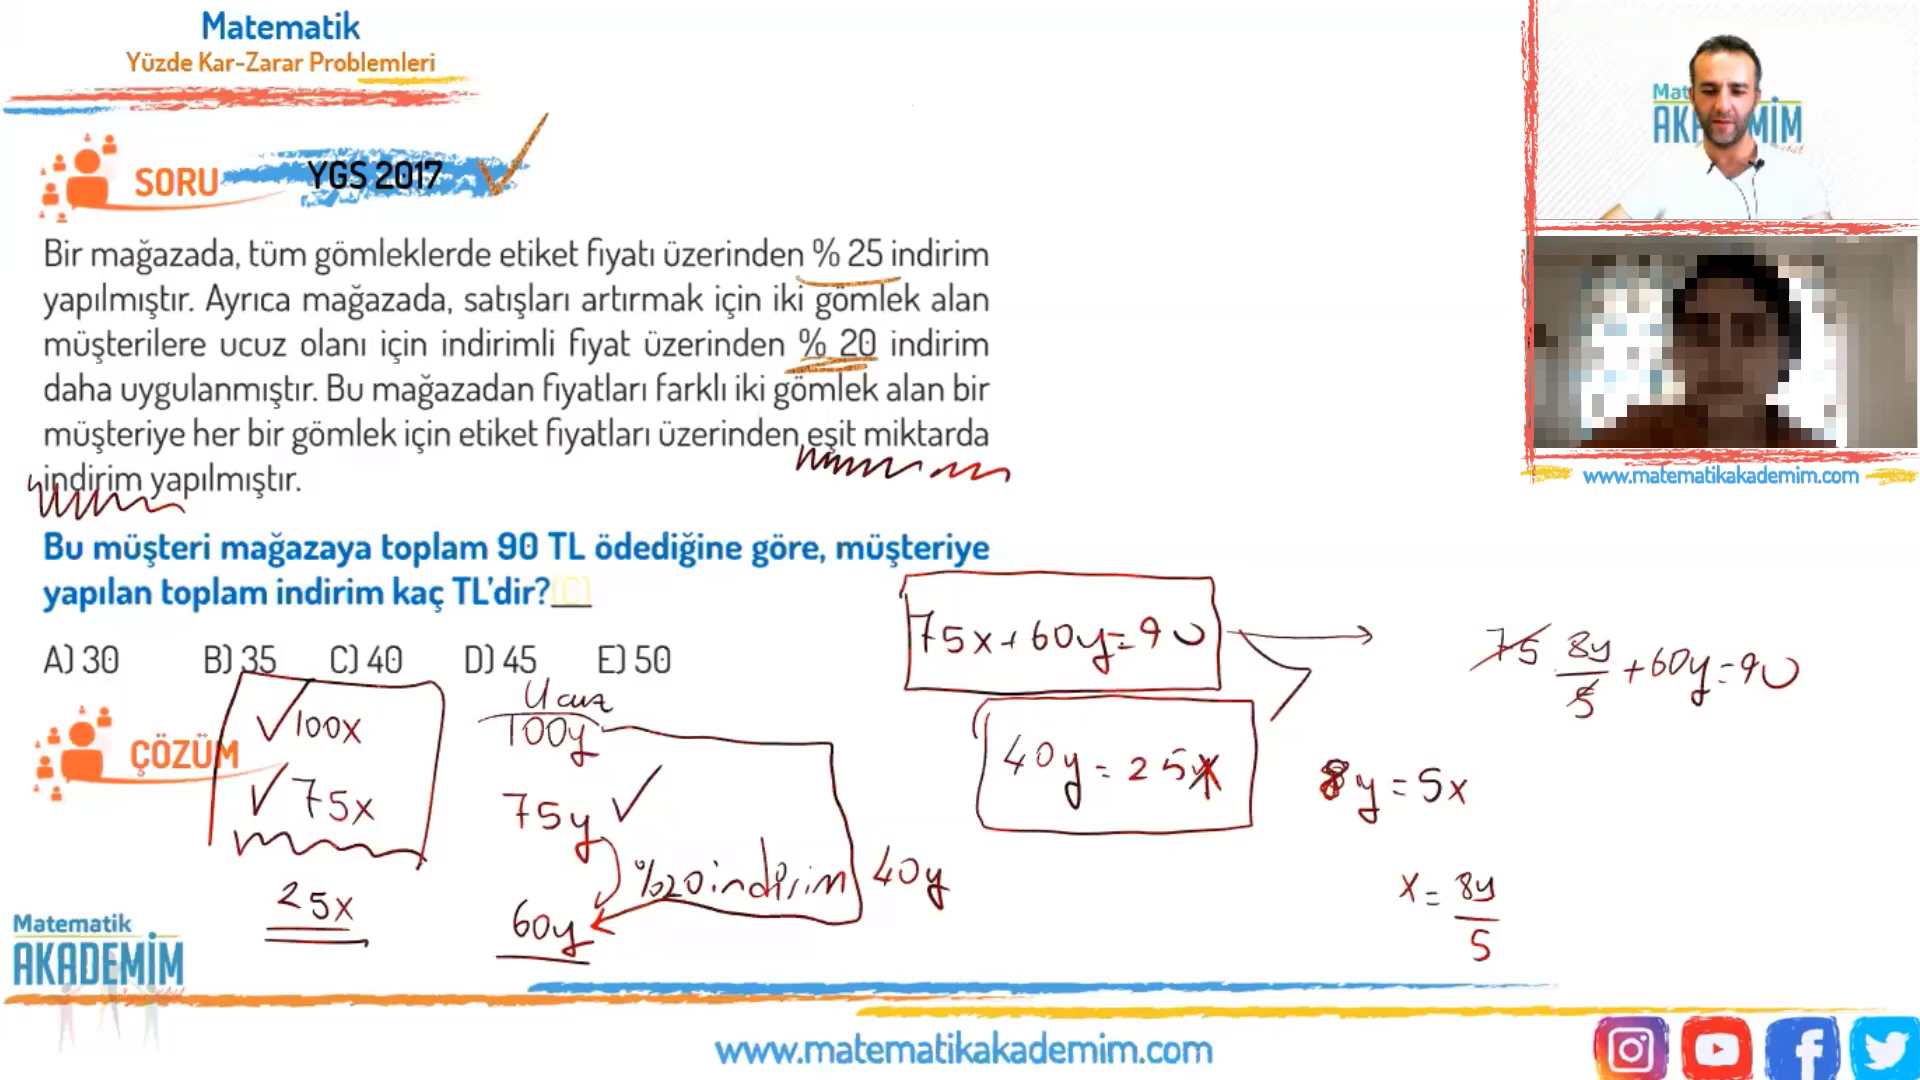 Matematik
Yüzde Kar-Zarar Problemleri
SORU
YGS 2017
Bir mağazada, tüm gömleklerde etiket fiyatı üzerinden % 25 indirim
yapılmıştır. Ayrıca mağazada, satışları artırmak için iki gömlek alan
müşterilere ucuz olanı için indirimli fiyat üzerinden % 20 indirim
daha uygulanmıştır. Bu mağazadan fiyatları farklı iki gömlek alan bir
müşteriye her bir gömlek için etiket fiyatları üzerinden eşit miktarda
indirim yapılmıştır.
Bu müşteri mağazaya toplam 90 TL ödediğine göre, müşteriye
yapılan toplam indirim kaç TL'dir? (C)
A) 30 B) 35 C) 40 D) 45 E) 50
ÇÖZÜM
100x
75x
25x
Ucuz
100y
75y
%20 indirim
60y
40y
75x + 60y = 90
40y = 25x
75 8y/5 + 60y = 90
8y = 5x
x = 8y/5
Matematik
AKADEMİM
www.matematikakademim.com
Mat
AK MİM
www.matematikakademim.com